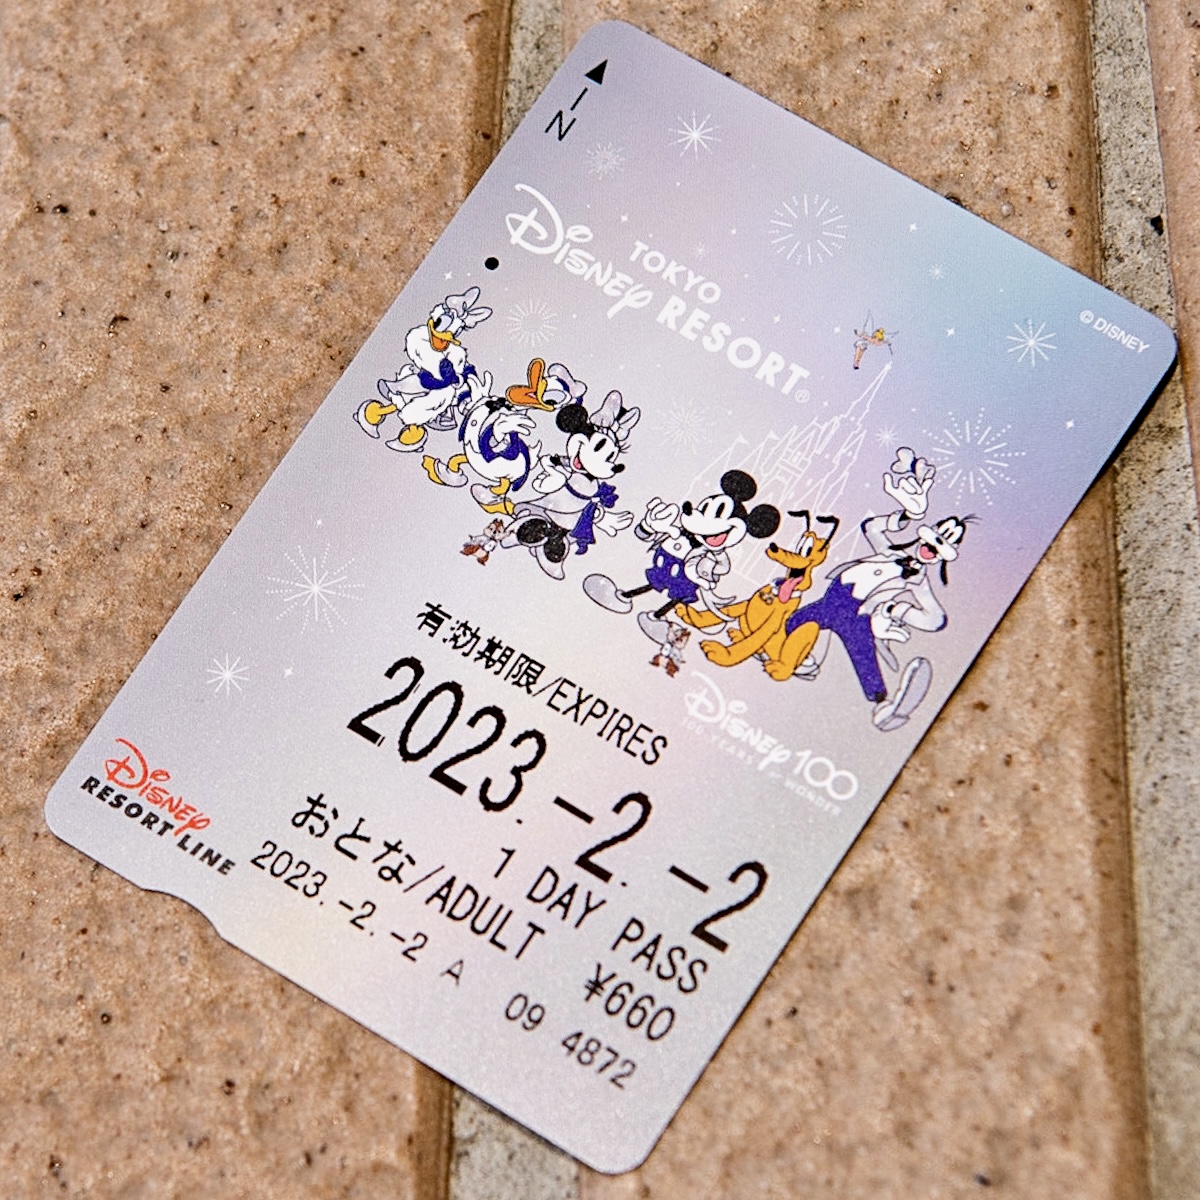 IN
TOKYO
Disney RESORT®
© DISNEY
有効期限/EXPIRES
2023.-2.-2
Disney100
100 YEARS OF WONDER
1 DAY PASS
おとな/ADULT ¥660
2023.-2.-2 A 09 4872
Disney
RESORT LINE